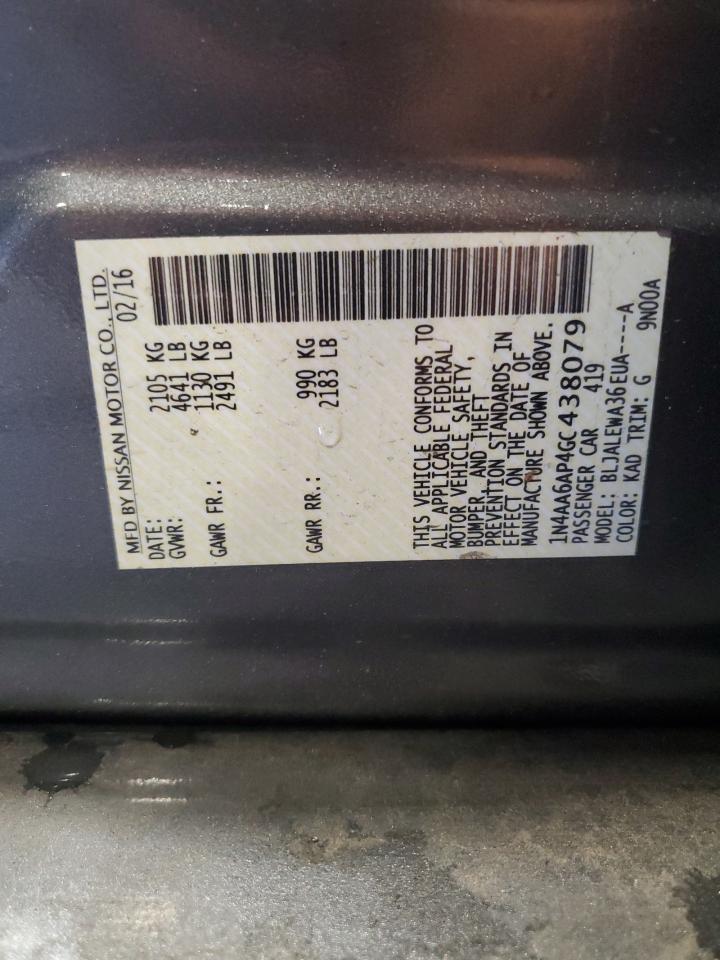 MFD BY NISSAN MOTOR CO., LTD.
DATE: 02/16
GVWR: 2105 KG
4641 LB
GAWR FR.: 1130 KG
2491 LB
GAWR RR.: 990 KG
2183 LB
THIS VEHICLE CONFORMS TO
ALL APPLICABLE FEDERAL
MOTOR VEHICLE SAFETY,
BUMPER, AND THEFT
PREVENTION STANDARDS IN
EFFECT ON THE DATE OF
MANUFACTURE SHOWN ABOVE.
1N4AA6AP4GC438079
PASSENGER CAR 419
MODEL: BLJALEWA36EUA-----A
COLOR: KAD TRIM: G 9N00A